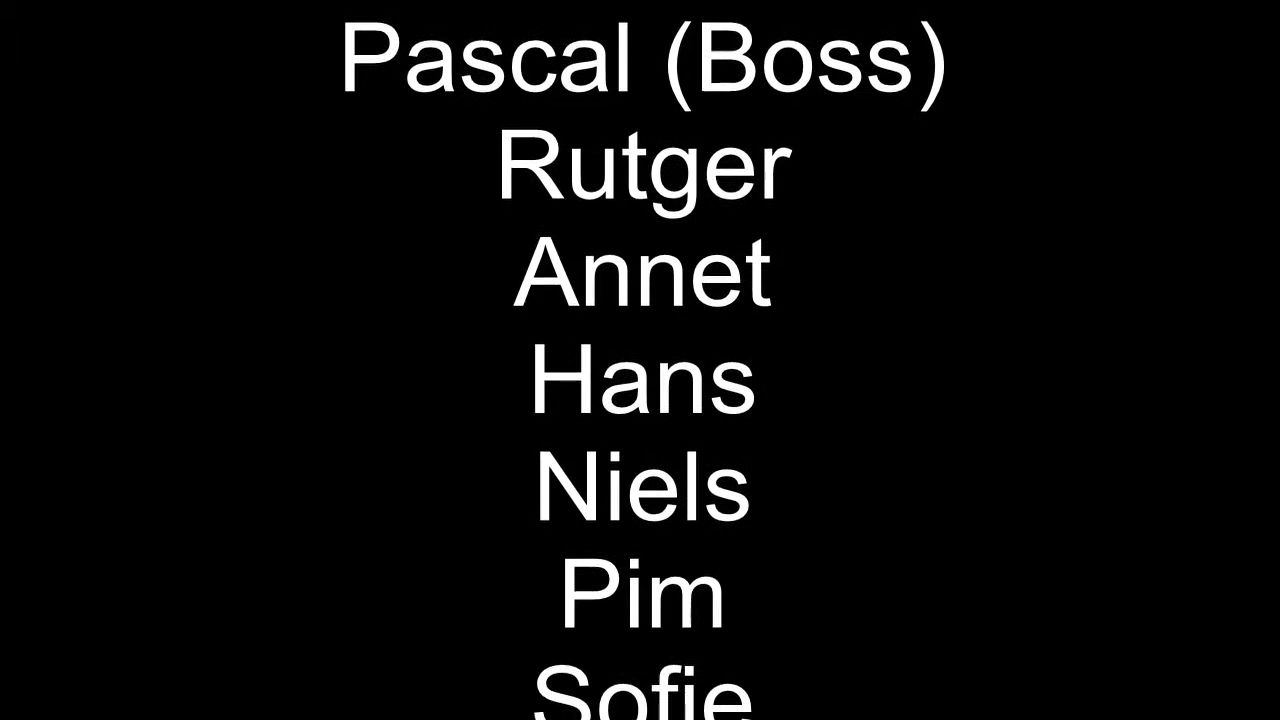 Pascal (Boss)
Rutger
Annet
Hans
Niels
Pim
Sofie